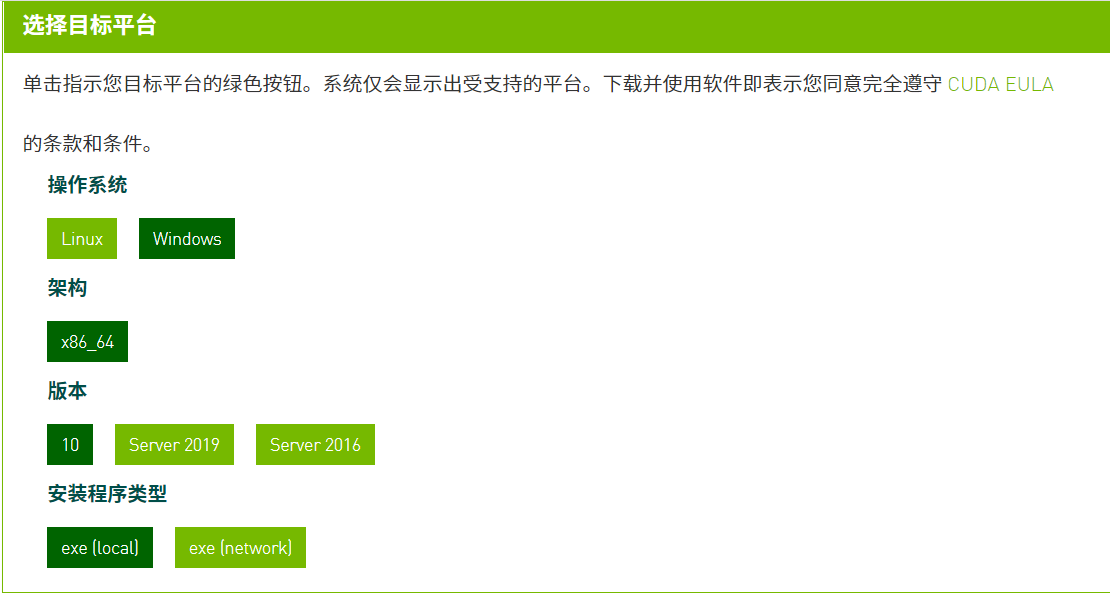 选择目标平台
单击指示您目标平台的绿色按钮。系统仅会显示出受支持的平台。下载并使用软件即表示您同意完全遵守 CUDA EULA
的条款和条件。
操作系统
Linux Windows
架构
x86_64
版本
10 Server 2019 Server 2016
安装程序类型
exe (local) exe (network)